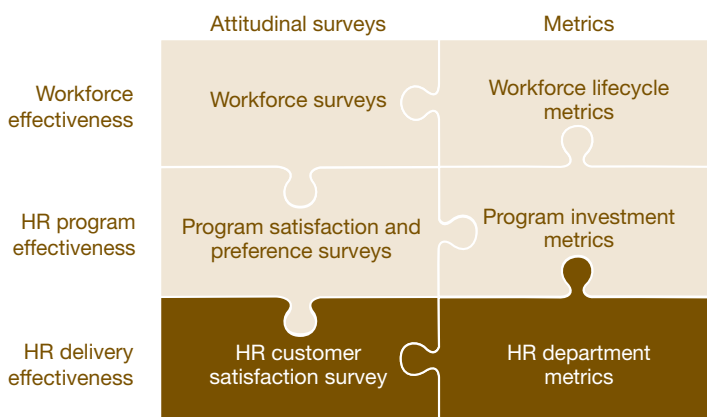 Attitudinal surveys
Metrics
Workforce
effectiveness
Workforce surveys
Workforce lifecycle
metrics
HR program
effectiveness
Program satisfaction and
preference surveys
Program investment
metrics
HR delivery
effectiveness
HR customer
satisfaction survey
HR department
metrics